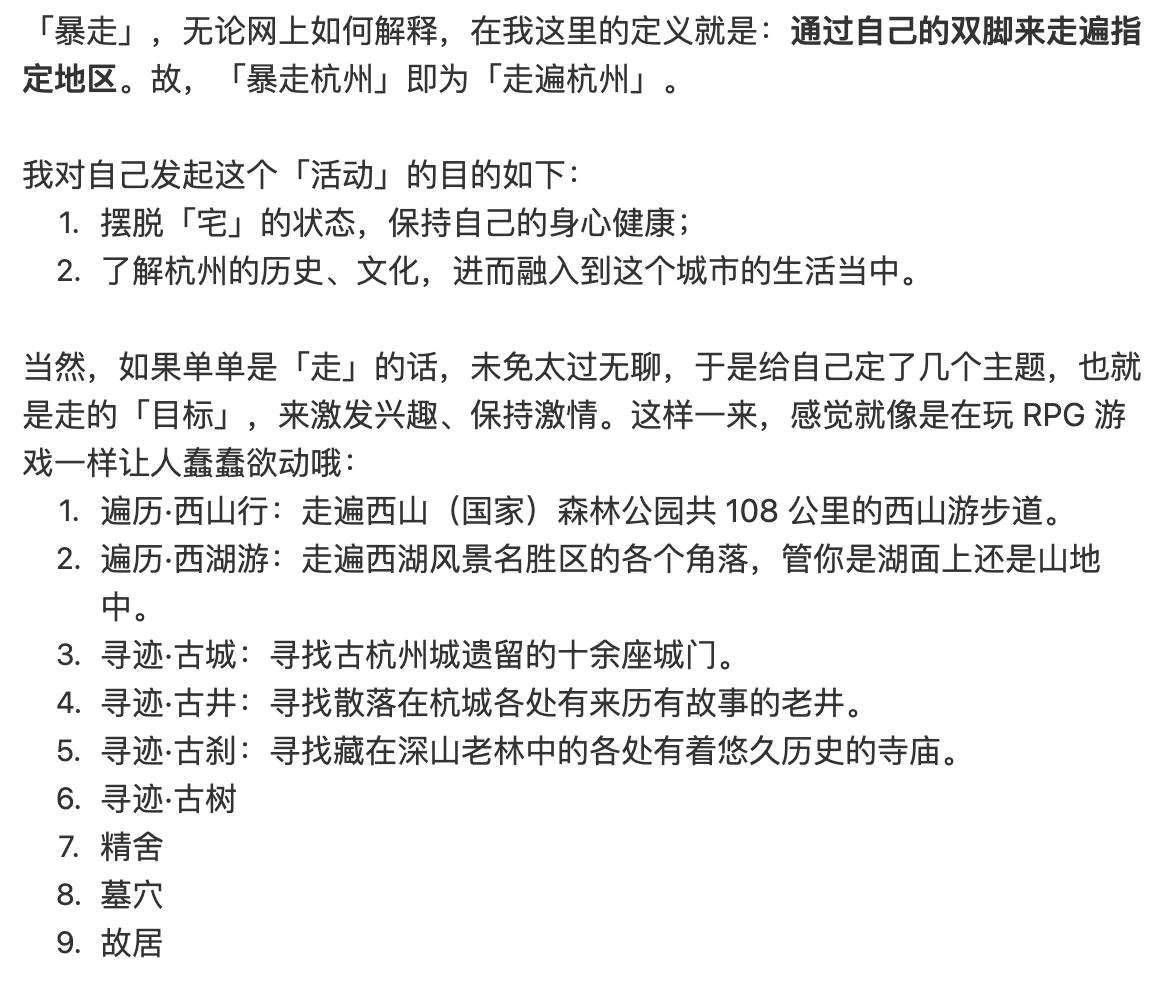 「暴走」，无论网上如何解释，在我这里的定义就是：通过自己的双脚来走遍指
定地区。故，「暴走杭州」即为「走遍杭州」。
我对自己发起这个「活动」的目的如下：
1. 摆脱「宅」的状态，保持自己的身心健康；
2. 了解杭州的历史、文化，进而融入到这个城市的生活当中。
当然，如果单单是「走」的话，未免太过无聊，于是给自己定了几个主题，也就
是走的「目标」，来激发兴趣、保持激情。这样一来，感觉就像是在玩 RPG 游
戏一样让人蠢蠢欲动哦：
1. 遍历·西山行：走遍西山（国家）森林公园共 108 公里的西山游步道。
2. 遍历·西湖游：走遍西湖风景名胜区的各个角落，管你是湖面上还是山地
中。
3. 寻迹·古城：寻找古杭州城遗留的十余座城门。
4. 寻迹·古井：寻找散落在杭城各处有来历有故事的老井。
5. 寻迹·古刹：寻找藏在深山老林中的各处有着悠久历史的寺庙。
6. 寻迹·古树
7. 精舍
8. 墓穴
9. 故居